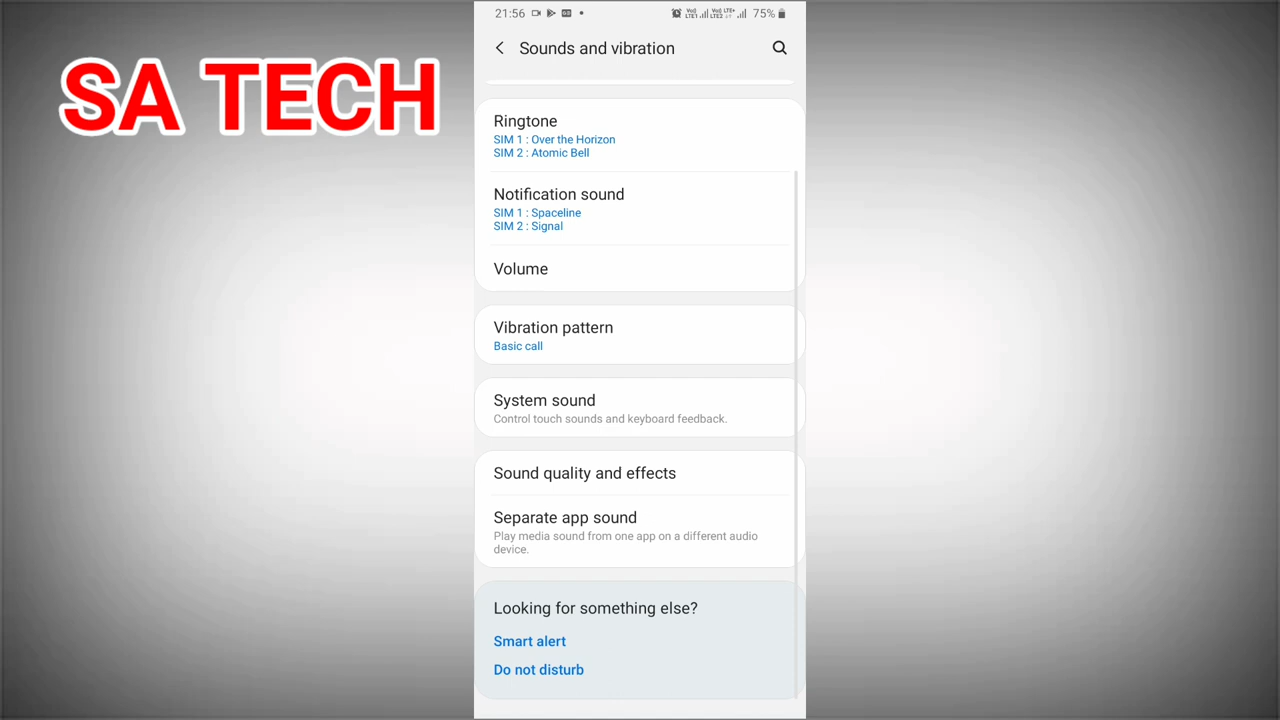 21:56
75%
Sounds and vibration
SA TECH
Ringtone
SIM 1 : Over the Horizon
SIM 2 : Atomic Bell
Notification sound
SIM 1 : Spaceline
SIM 2 : Signal
Volume
Vibration pattern
Basic call
System sound
Control touch sounds and keyboard feedback.
Sound quality and effects
Separate app sound
Play media sound from one app on a different audio
device.
Looking for something else?
Smart alert
Do not disturb